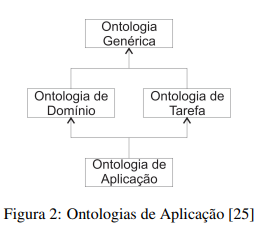 Ontologia
Genérica
Ontologia de
Domínio
Ontologia de
Tarefa
Ontologia de
Aplicação
Figura 2: Ontologias de Aplicação [25]